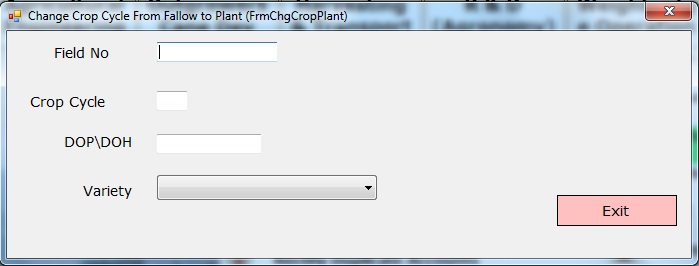 Change Crop Cycle From Fallow to Plant (FrmChgCropPlant)
Field No
Crop Cycle
DOP\DOH
Variety
Exit